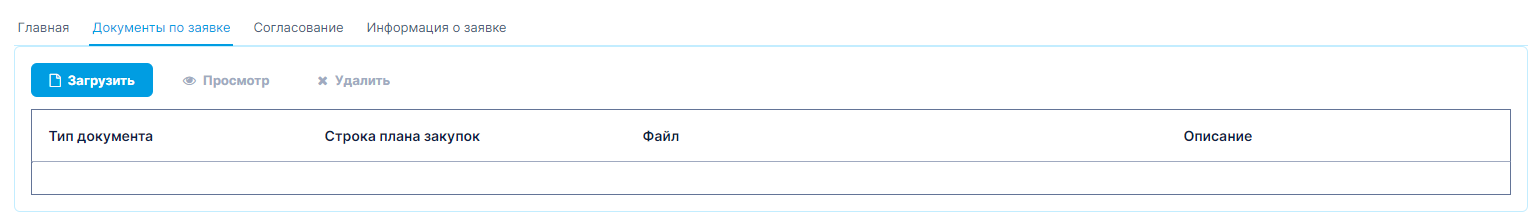 Главная Документы по заявке Согласование Информация о заявке
Загрузить Просмотр Удалить
Тип документа Строка плана закупок Файл Описание